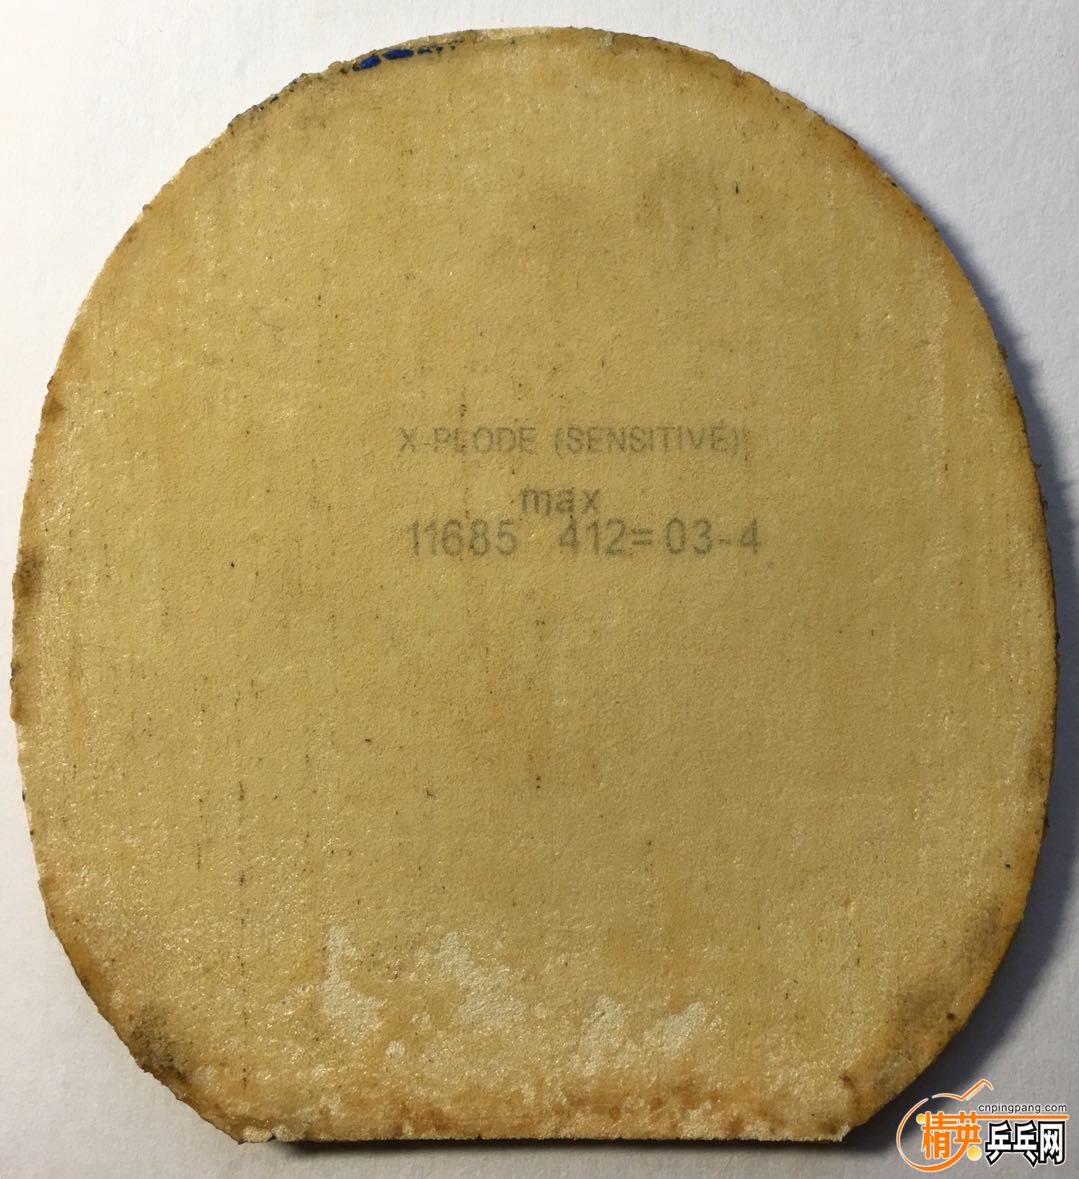 X-PLODE (SENSITIVE)
max
11685 412=03-4
cnpingpang.com
精英乒乓网